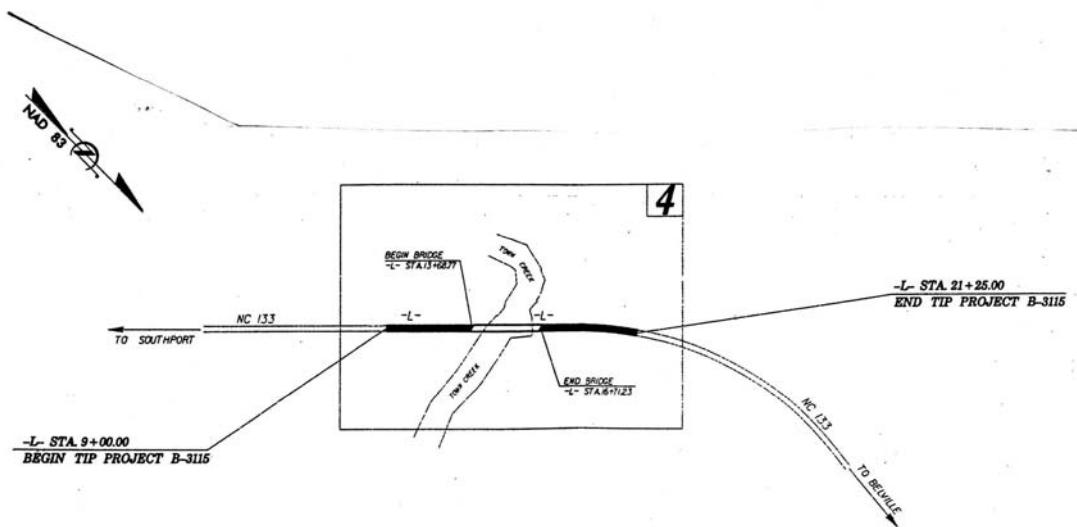 NAD 83
4
TOWN CREEK
BEGIN BRIDGE
-L- STA.13+68.77
-L- STA. 21+25.00
END TIP PROJECT B-3115
NC 133
-L-
-L-
TO SOUTHPORT
TOWN CREEK
END BRIDGE
-L- STA.16+71.23
NC 133
-L- STA. 9+00.00
BEGIN TIP PROJECT B-3115
TO BELVILLE